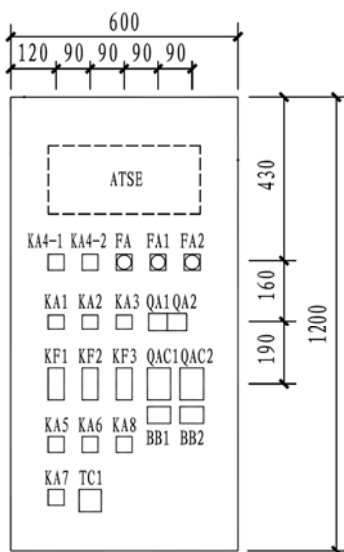 600
120 90 90 90 90
ATSE
430
KA4-1 KA4-2 FA FA1 FA2
160
KA1 KA2 KA3 QA1 QA2
1200
190
KF1 KF2 KF3 QAC1 QAC2
KA5 KA6 KA8 BB1 BB2
KA7 TC1